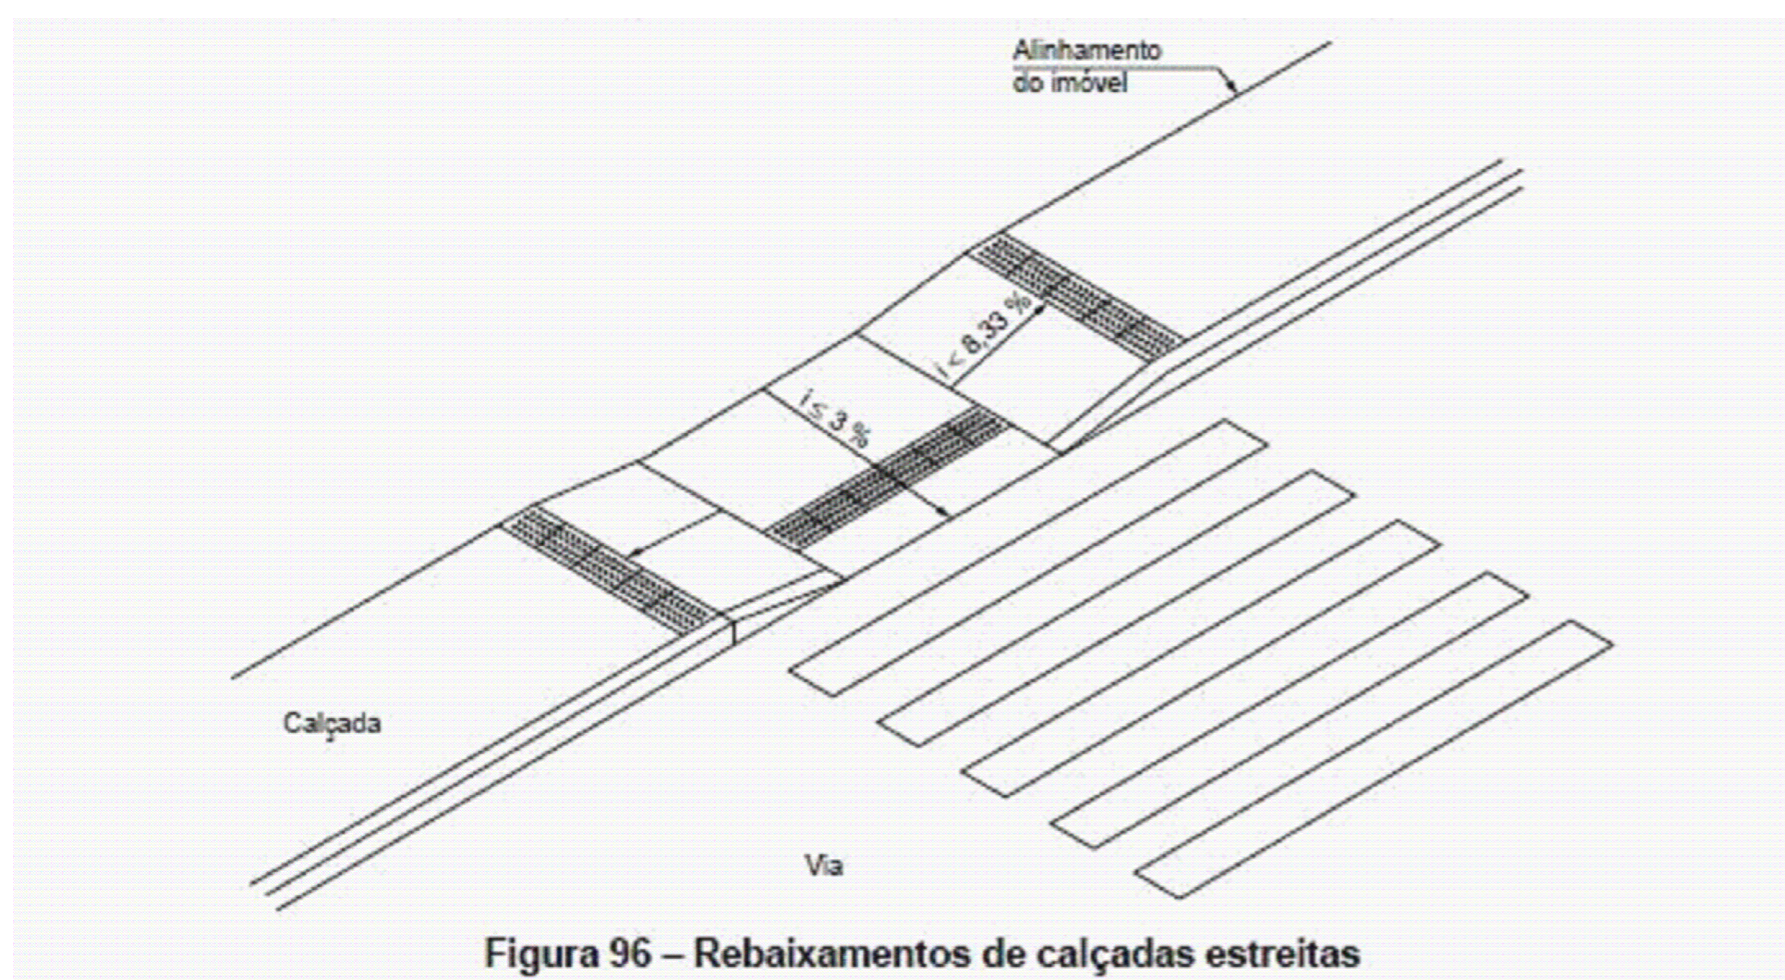 Alinhamento
do imóvel
i < 8,33 %
i ≤ 3 %
Calçada
Via
Figura 96 – Rebaixamentos de calçadas estreitas